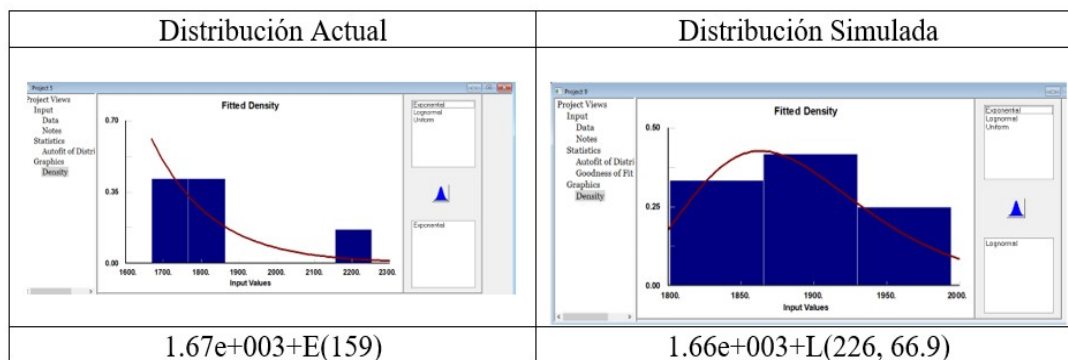 Distribución Actual
Distribución Simulada
Project 5
Project Views
Input
Data
Notes
Statistics
Autofit of Distri
Graphics
Density
Fitted Density
0.70
0.35
0.00
1600. 1700. 1800. 1900. 2000. 2100. 2200. 2300.
Input Values
Exponential
Lognormal
Uniform
Exponential
Project 9
Project Views
Input
Data
Notes
Statistics
Autofit of Distri
Goodness of Fit
Graphics
Density
Fitted Density
0.50
0.25
0.00
1800. 1850. 1900. 1950. 2000.
Input Values
Exponential
Lognormal
Uniform
Lognormal
1.67e+003+E(159)
1.66e+003+L(226, 66.9)